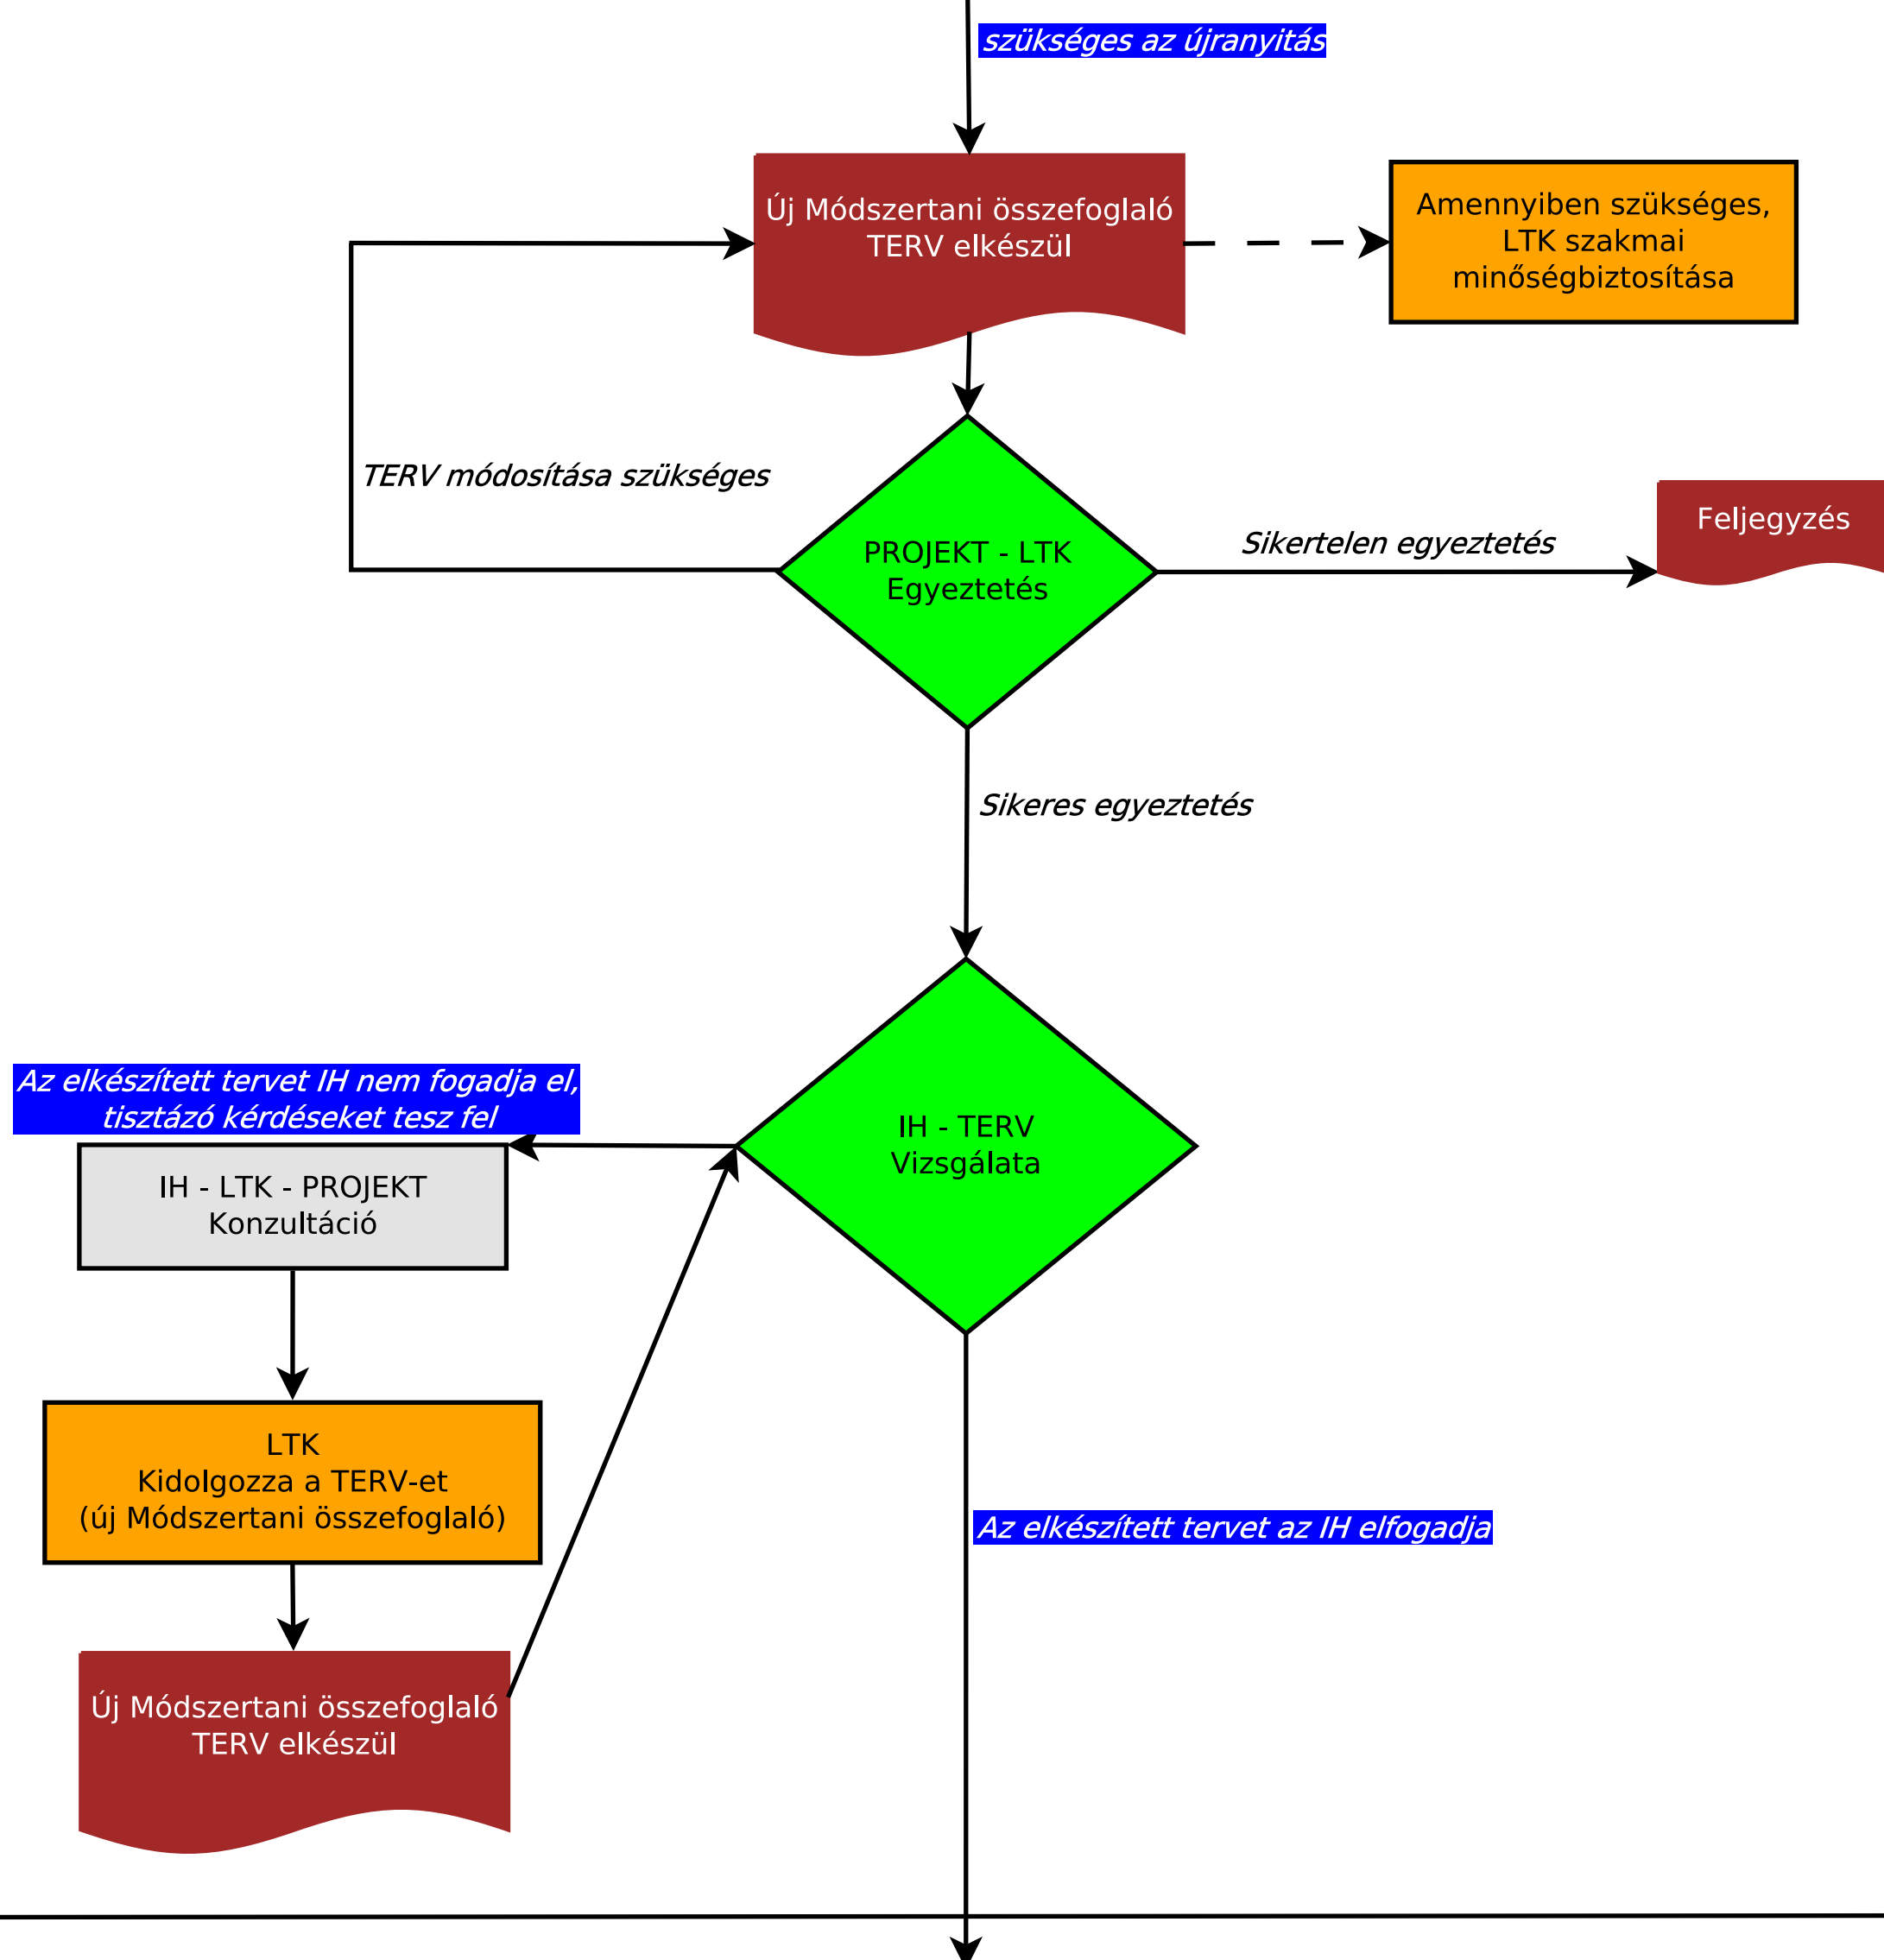 szükséges az újranyitás
Új Módszertani összefoglaló
TERV elkészül
Amennyiben szükséges,
LTK szakmai
minőségbiztosítása
TERV módosítása szükséges
PROJEKT - LTK
Egyeztetés
Sikertelen egyeztetés
Feljegyzés
Sikeres egyeztetés
Az elkészített tervet IH nem fogadja el,
tisztázó kérdéseket tesz fel
IH - TERV
Vizsgálata
IH - LTK - PROJEKT
Konzultáció
LTK
Kidolgozza a TERV-et
(új Módszertani összefoglaló)
Az elkészített tervet az IH elfogadja
Új Módszertani összefoglaló
TERV elkészül